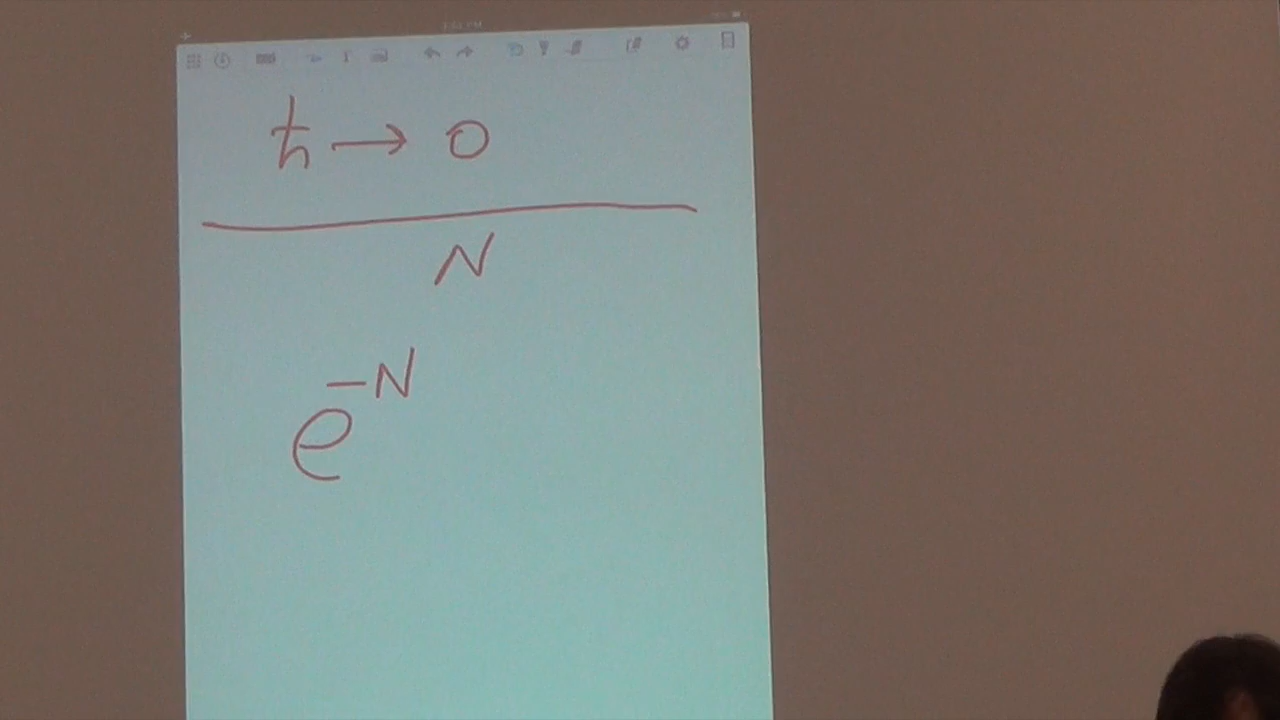 ℏ → 0
N
e^{-N}